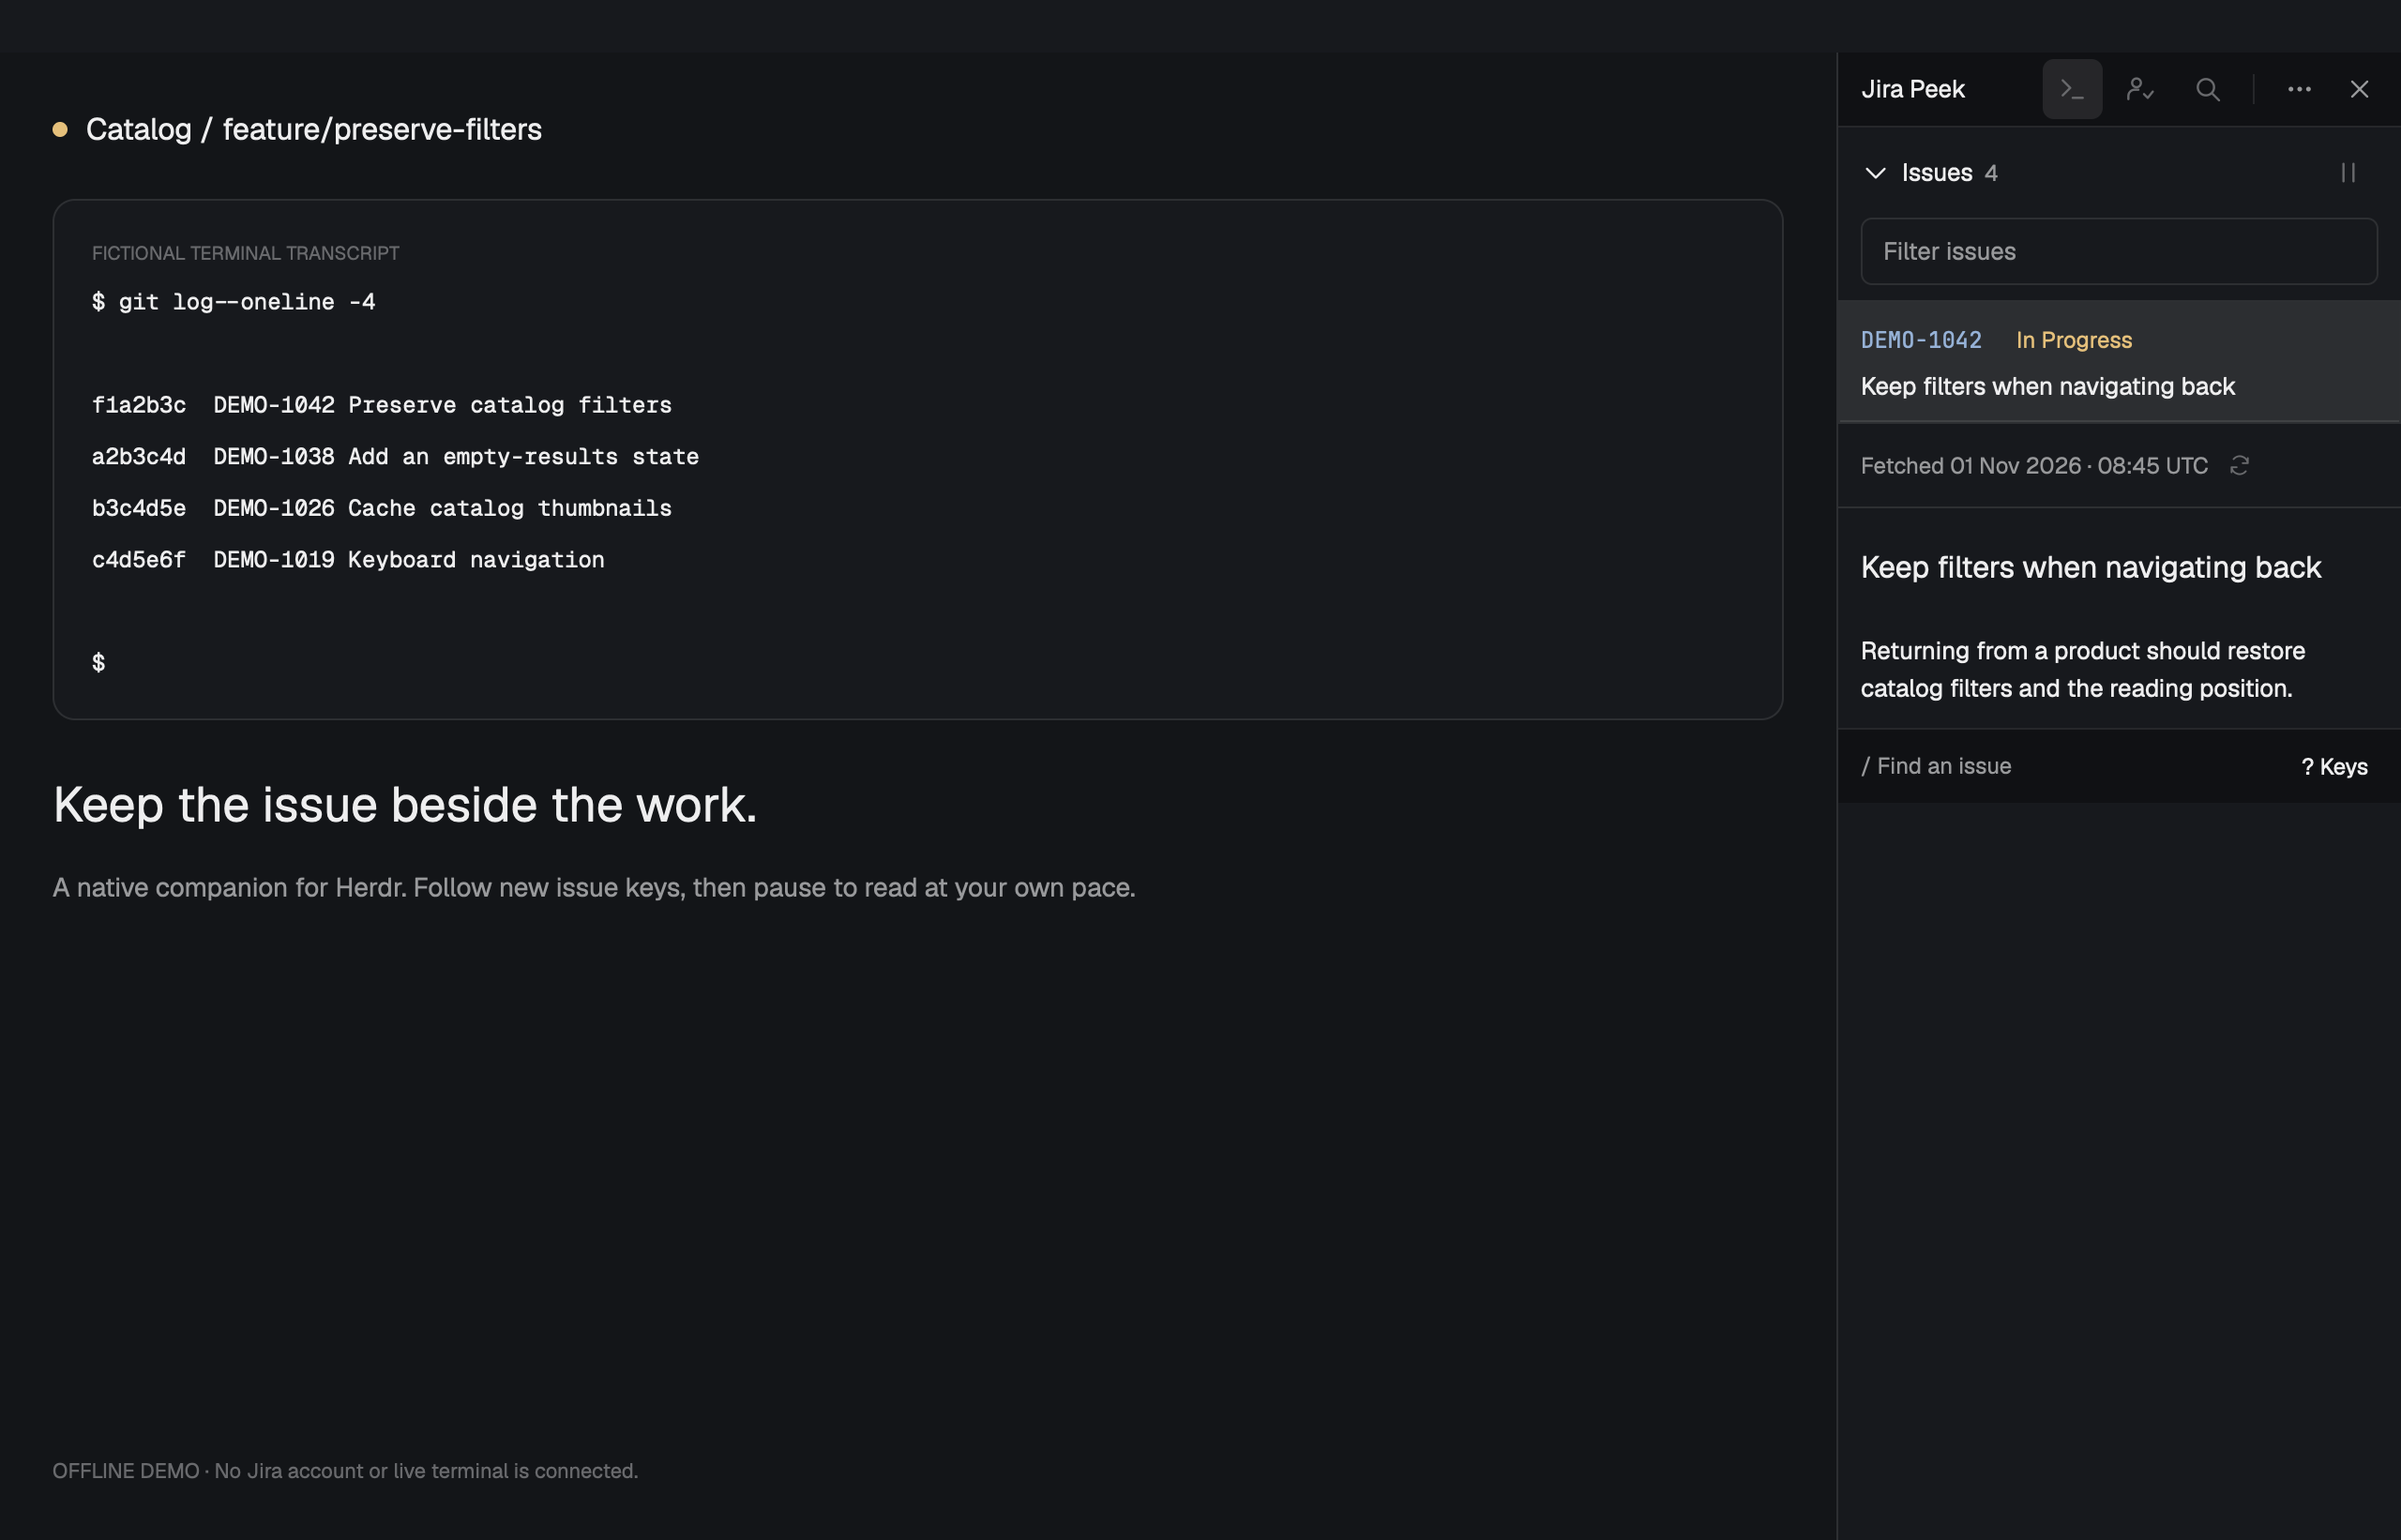 Catalog / feature/preserve-filters
FICTIONAL TERMINAL TRANSCRIPT
$ git log--oneline -4
f1a2b3c  DEMO-1042 Preserve catalog filters
a2b3c4d  DEMO-1038 Add an empty-results state
b3c4d5e  DEMO-1026 Cache catalog thumbnails
c4d5e6f  DEMO-1019 Keyboard navigation
$
Keep the issue beside the work.
A native companion for Herdr. Follow new issue keys, then pause to read at your own pace.
OFFLINE DEMO · No Jira account or live terminal is connected.
Jira Peek
Issues 4
Filter issues
DEMO-1042 In Progress
Keep filters when navigating back
Fetched 01 Nov 2026 · 08:45 UTC
Keep filters when navigating back
Returning from a product should restore
catalog filters and the reading position.
/ Find an issue ? Keys